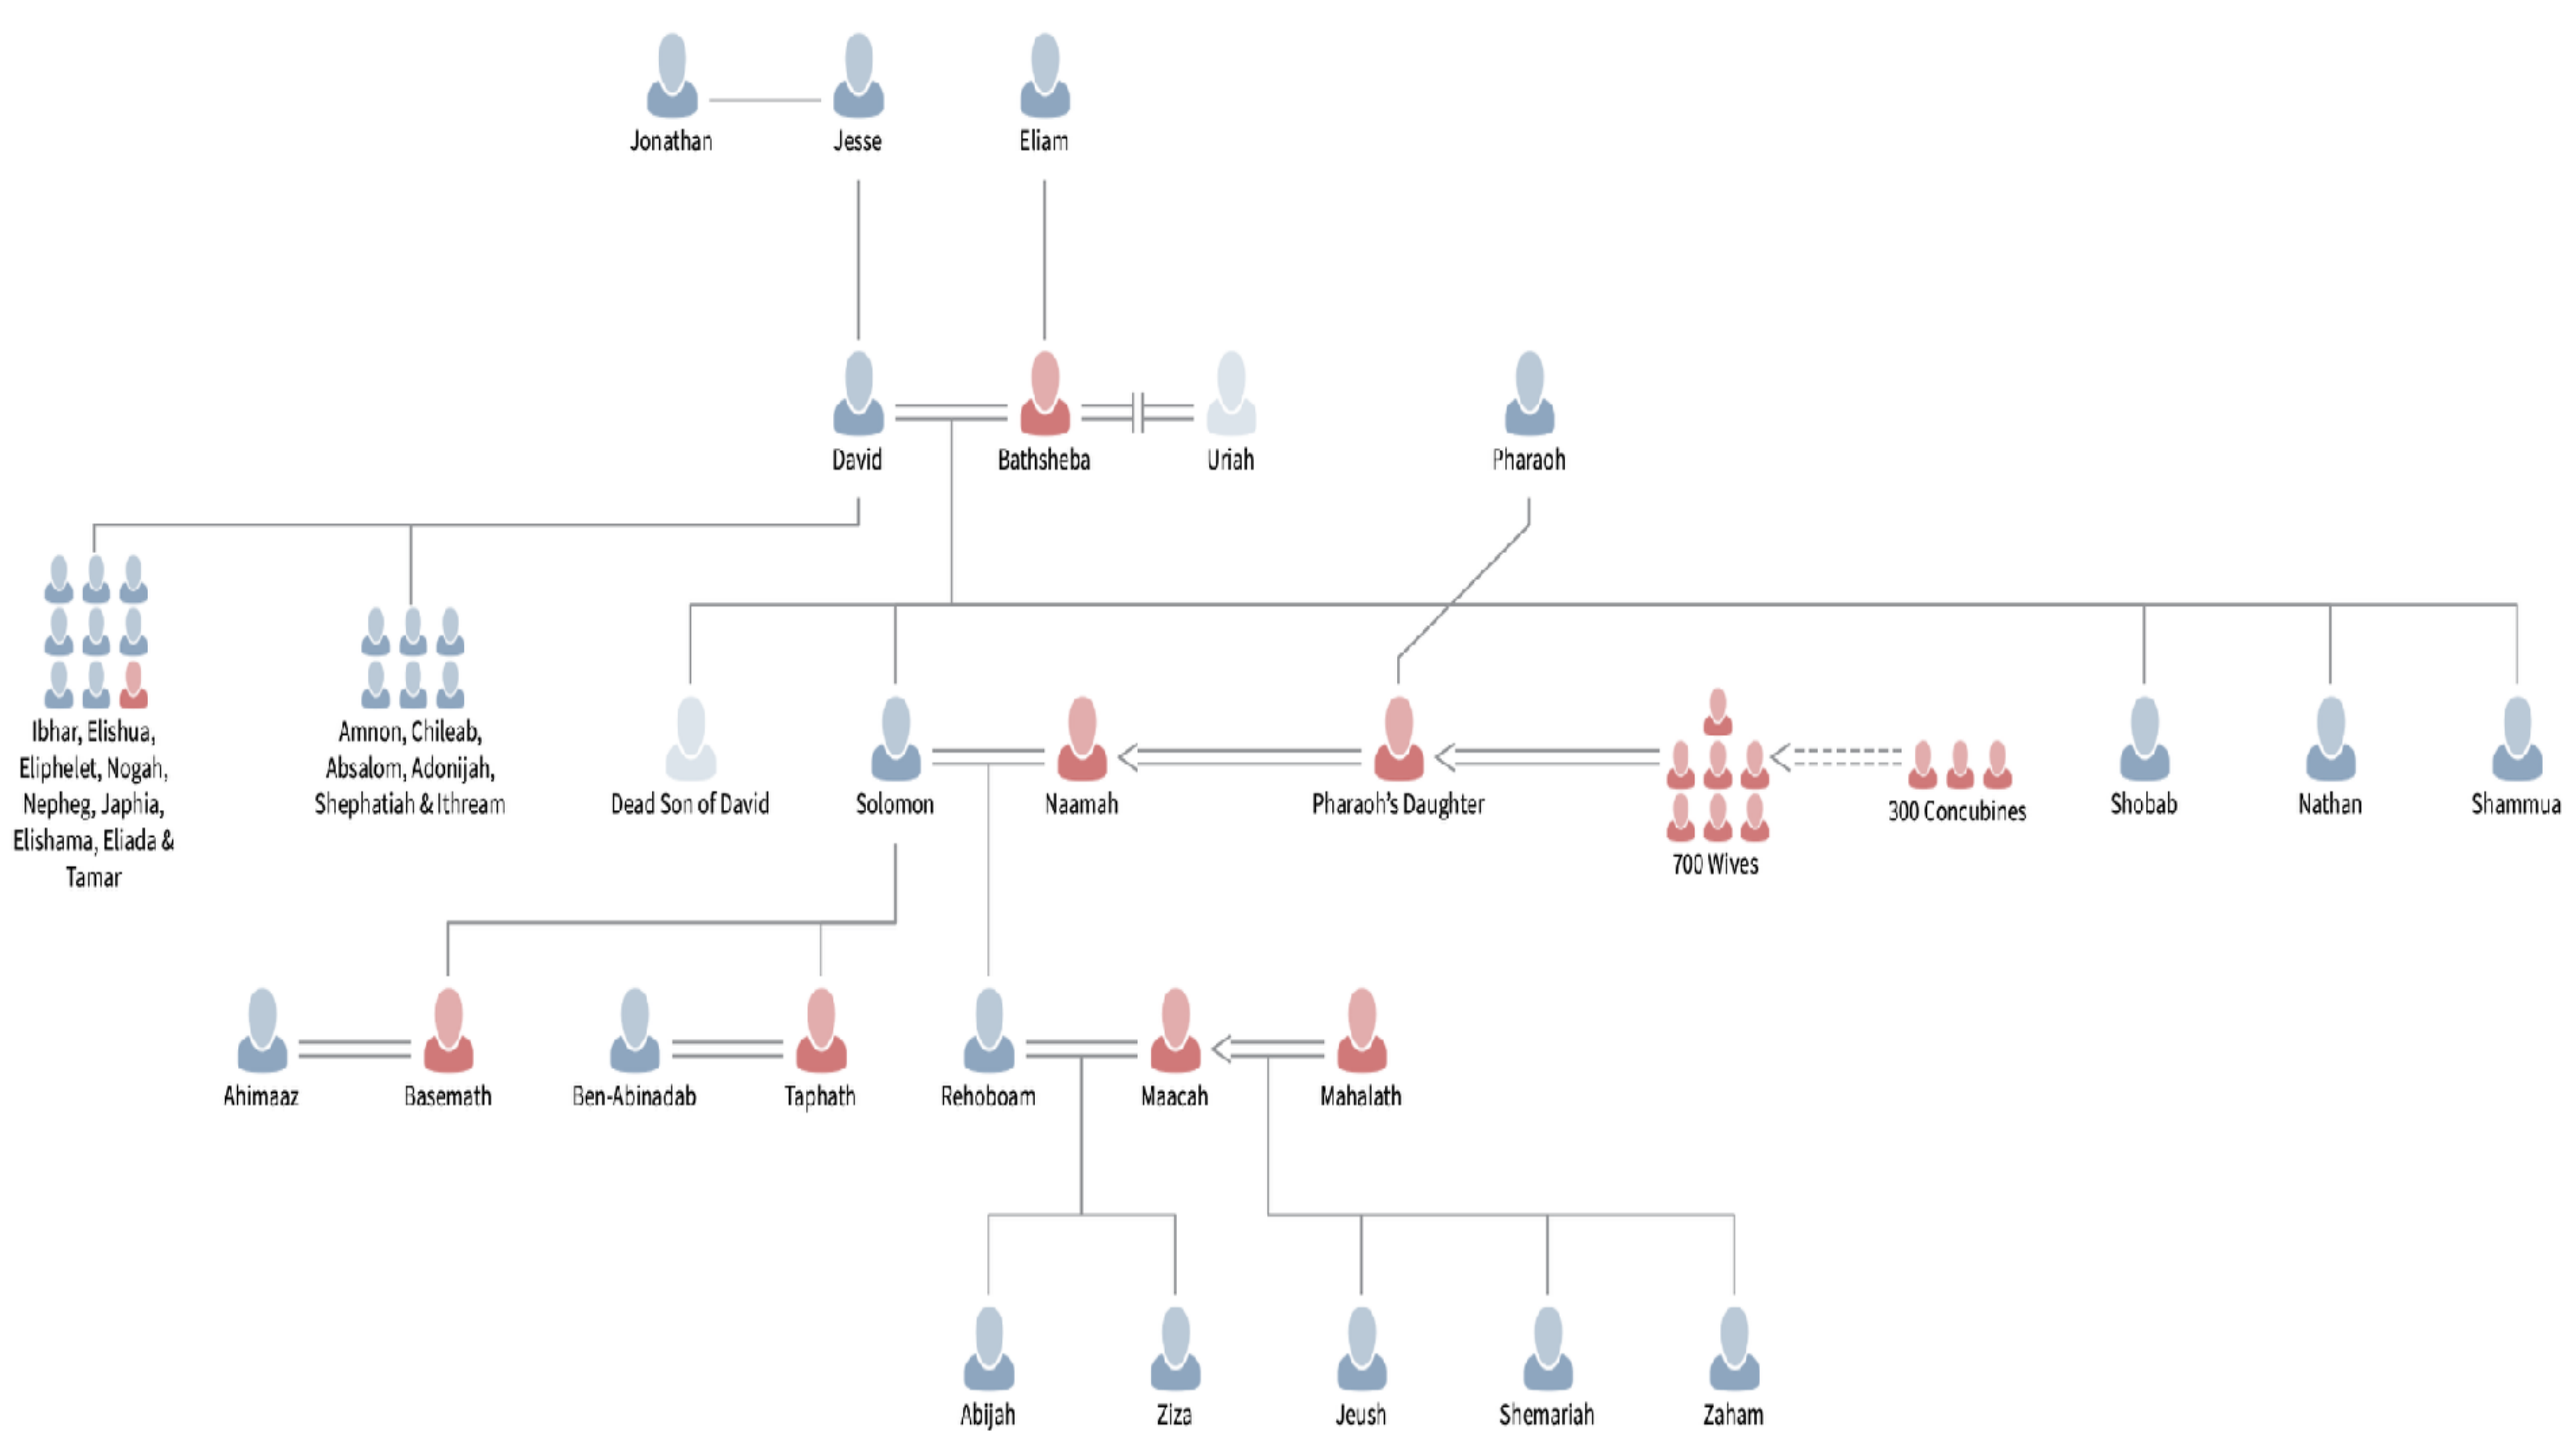 Jonathan
Jesse
Eliam
David
Bathsheba
Uriah
Pharaoh
Ibhar, Elishua,
Eliphelet, Nogah,
Nepheg, Japhia,
Elishama, Eliada &
Tamar
Amnon, Chileab,
Absalom, Adonijah,
Shephatiah & Ithream
Dead Son of David
Solomon
Naamah
Pharaoh’s Daughter
700 Wives
300 Concubines
Shobab
Nathan
Shammua
Ahimaaz
Basemath
Ben-Abinadab
Taphath
Rehoboam
Maacah
Mahalath
Abijah
Ziza
Jeush
Shemariah
Zaham